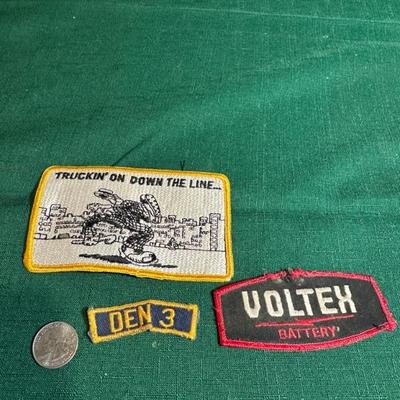 TRUCKIN' ON DOWN THE LINE...
DEN 3
VOLTEX
BATTERY